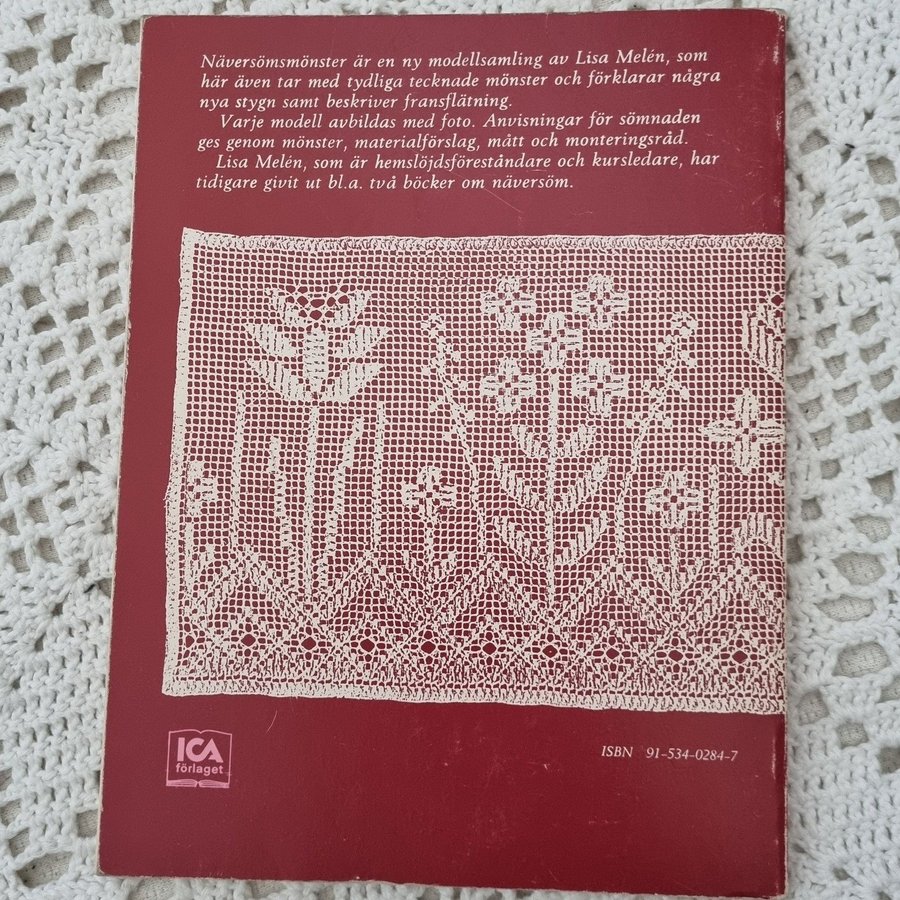 Näversömsmönster är en ny modellsamling av Lisa Melén, som
här även tar med tydliga tecknade mönster och förklarar några
nya stygn samt beskriver fransflätning.
Varje modell avbildas med foto. Anvisningar för sömnaden
ges genom mönster, materialförslag, mått och monteringsråd.
Lisa Melén, som är hemslöjdsföreståndare och kursledare, har
tidigare givit ut bl.a. två böcker om näversöm.
ICA
förlaget
ISBN 91-534-0284-7